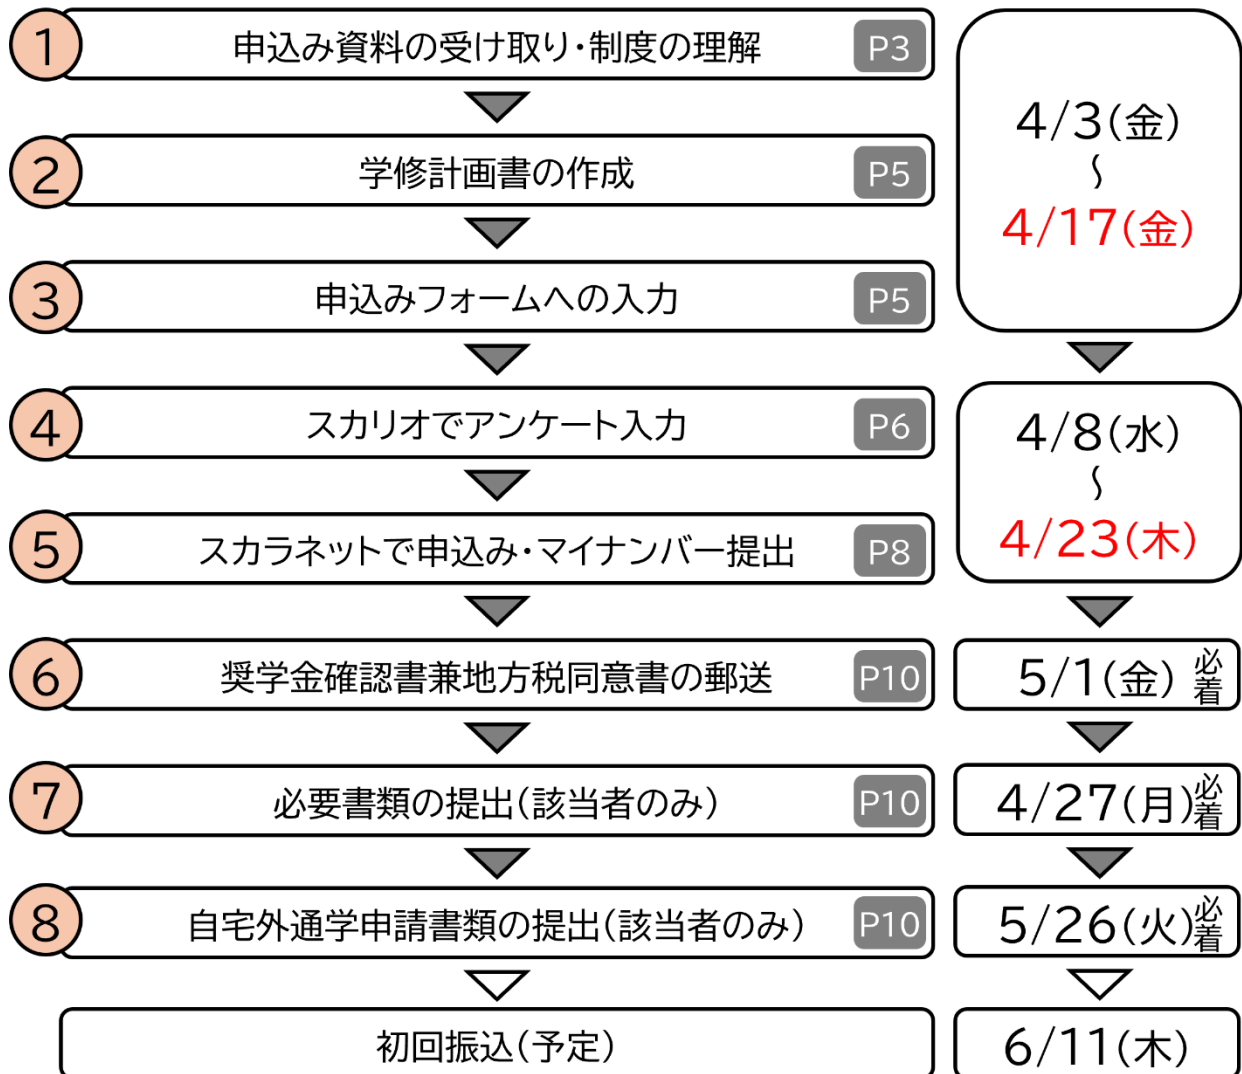 1 申込み資料の受け取り・制度の理解 P3
2 学修計画書の作成 P5
3 申込みフォームへの入力 P5
4/3(金)
～
4/17(金)
4 スカリオでアンケート入力 P6
5 スカラネットで申込み・マイナンバー提出 P8
4/8(水)
～
4/23(木)
6 奨学金確認書兼地方税同意書の郵送 P10 5/1(金)必着
7 必要書類の提出(該当者のみ) P10 4/27(月)必着
8 自宅外通学申請書類の提出(該当者のみ) P10 5/26(火)必着
初回振込(予定) 6/11(木)